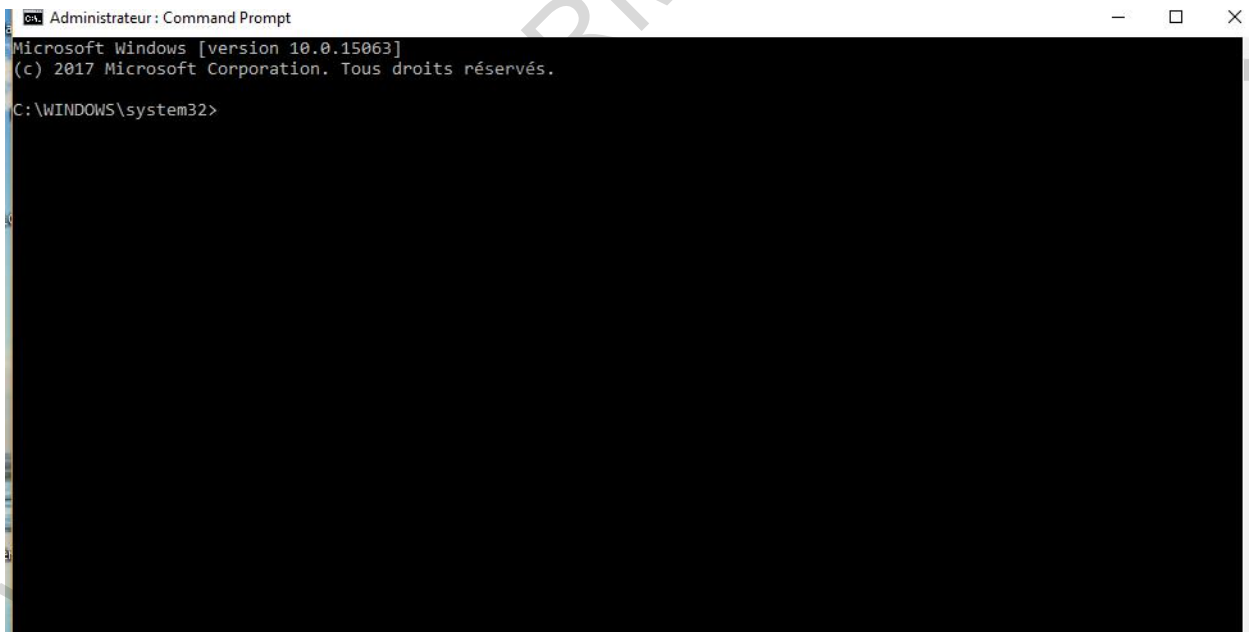 Administrateur : Command Prompt
Microsoft Windows [version 10.0.15063]
(c) 2017 Microsoft Corporation. Tous droits réservés.
C:\WINDOWS\system32>